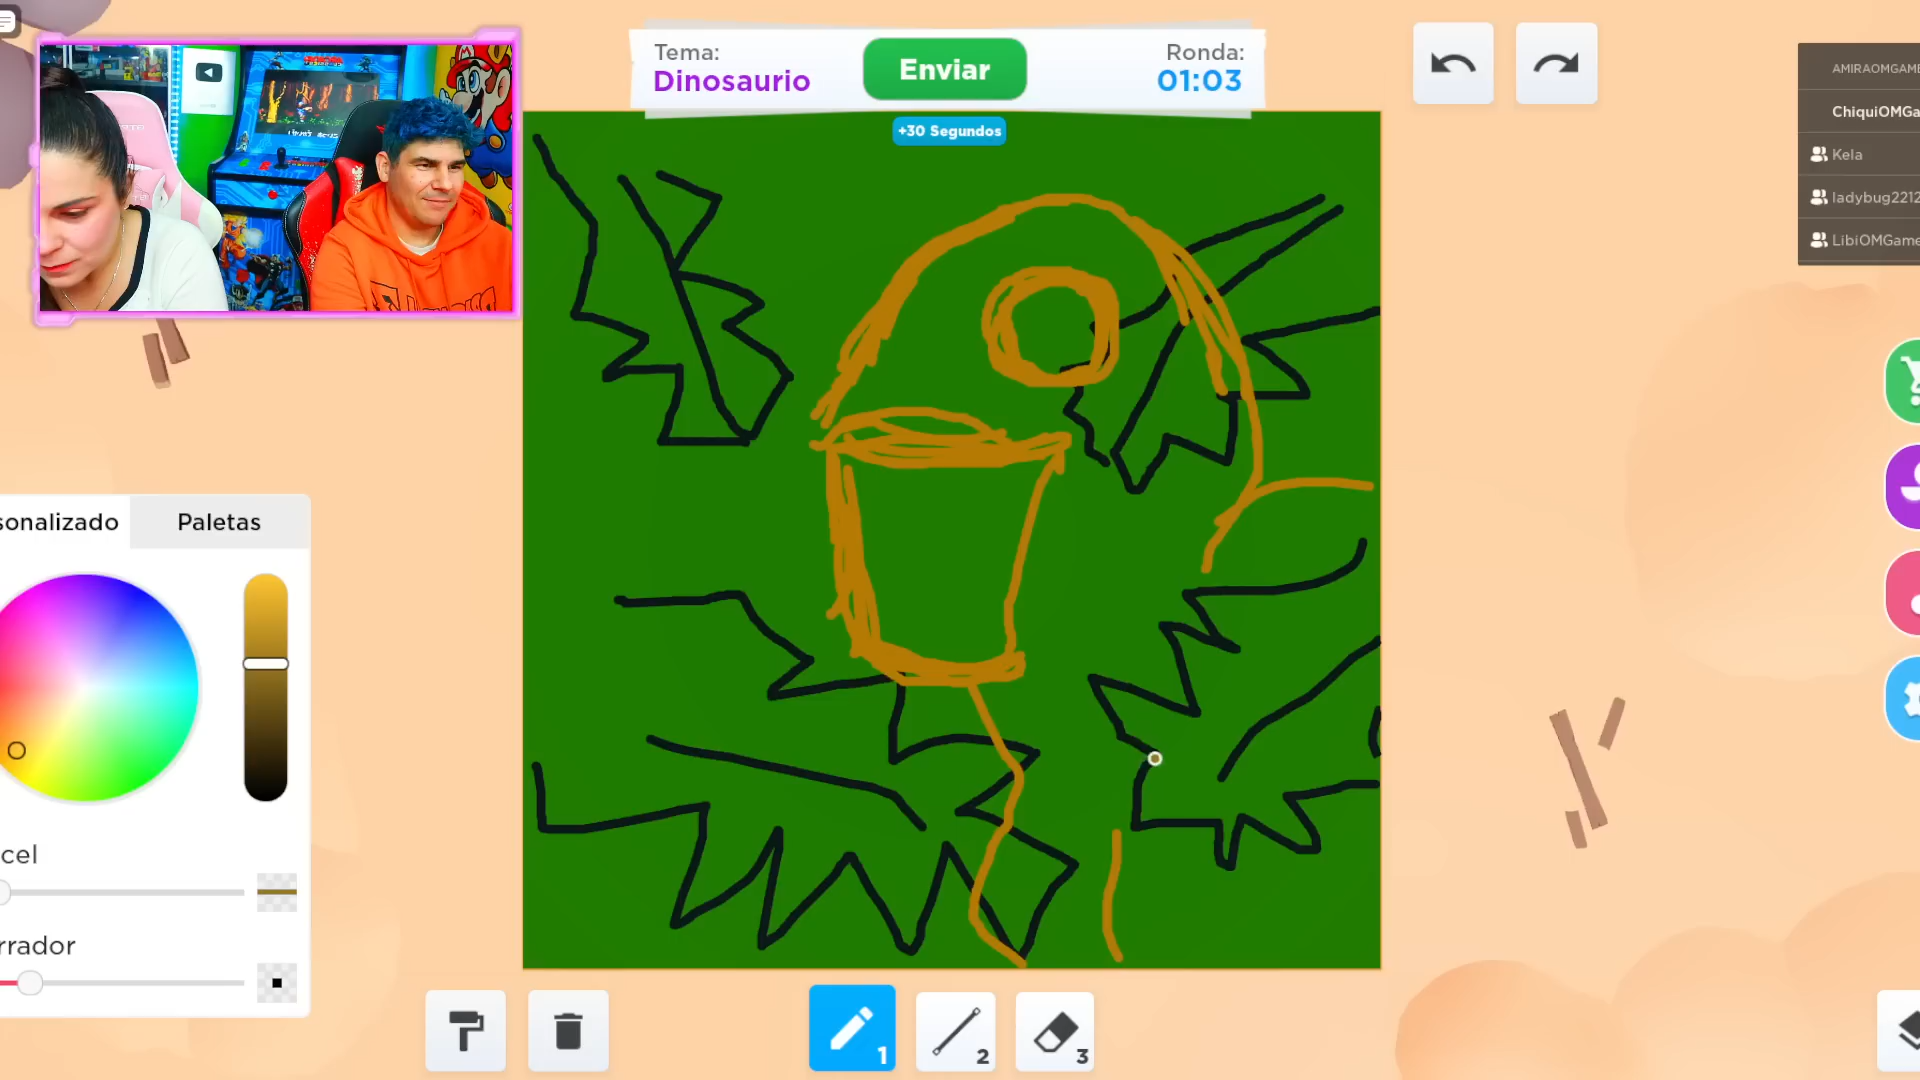 Tema:
Dinosaurio
Enviar
Ronda:
01:03
+30 Segundos
AMIRAOMGAME
ChiquiOMGa
Kela
ladybug2212
LibiOMGame
sonalizado
Paletas
cel
rrador
1
2
3